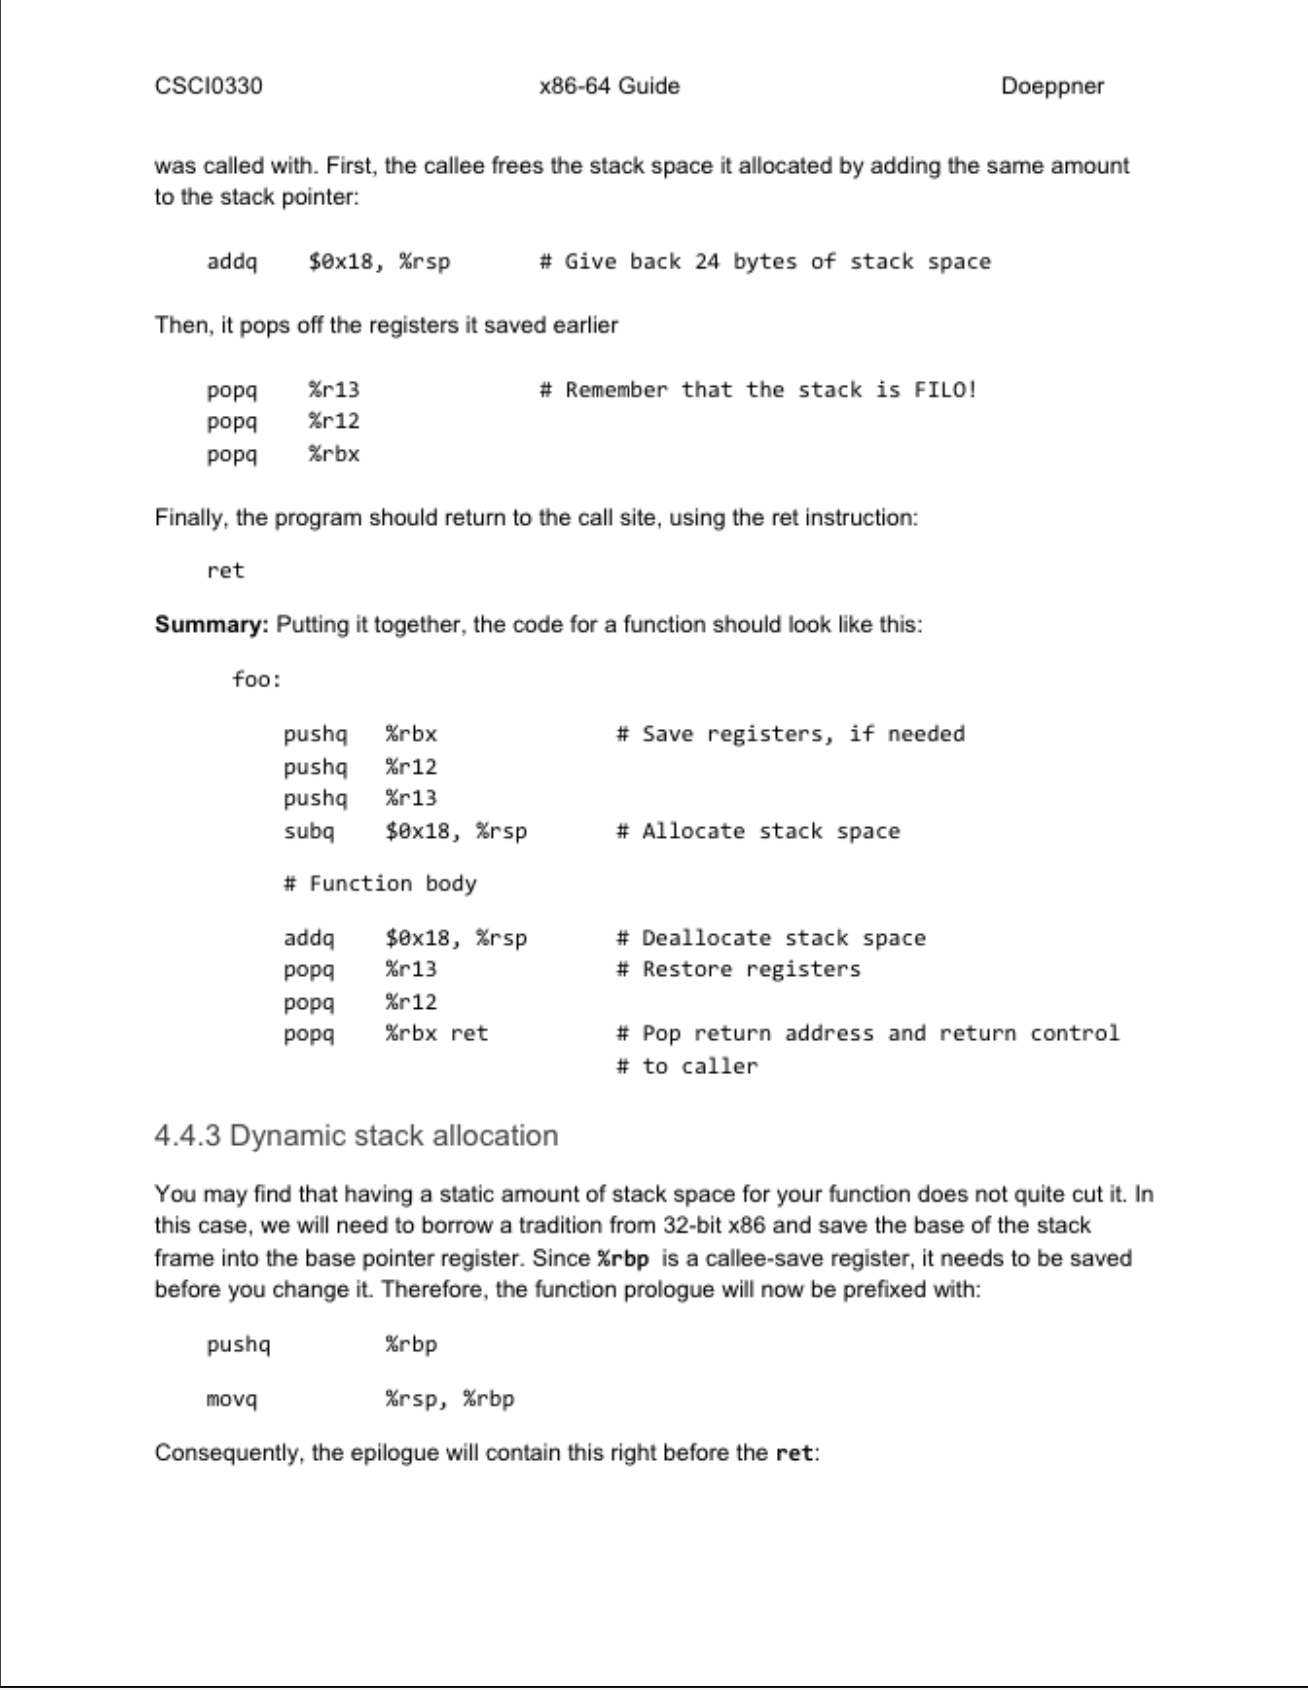 CSCI0330 x86-64 Guide Doeppner
was called with. First, the callee frees the stack space it allocated by adding the same amount
to the stack pointer:
addq $0x18, %rsp # Give back 24 bytes of stack space
Then, it pops off the registers it saved earlier
popq %r13 # Remember that the stack is FILO!
popq %r12
popq %rbx
Finally, the program should return to the call site, using the ret instruction:
ret
Summary: Putting it together, the code for a function should look like this:
foo:
pushq %rbx # Save registers, if needed
pushq %r12
pushq %r13
subq $0x18, %rsp # Allocate stack space
# Function body
addq $0x18, %rsp # Deallocate stack space
popq %r13 # Restore registers
popq %r12
popq %rbx ret # Pop return address and return control
# to caller
4.4.3 Dynamic stack allocation
You may find that having a static amount of stack space for your function does not quite cut it. In
this case, we will need to borrow a tradition from 32-bit x86 and save the base of the stack
frame into the base pointer register. Since %rbp is a callee-save register, it needs to be saved
before you change it. Therefore, the function prologue will now be prefixed with:
pushq %rbp
movq %rsp, %rbp
Consequently, the epilogue will contain this right before the ret: